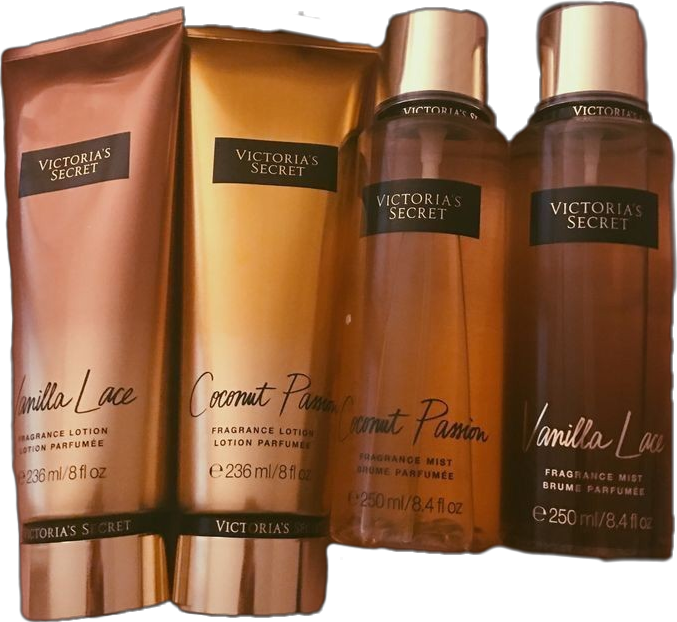 VICTORIA'S
SECRET
Vanilla Lace
FRAGRANCE LOTION
LOTION PARFUMÉE
℮ 236 ml/8 fl oz
VICTORIA'S SECRET
VICTORIA'S
SECRET
Coconut Passion
FRAGRANCE LOTION
LOTION PARFUMÉE
℮ 236 ml/8 fl oz
VICTORIA'S SECRET
VICTORIA'S SE
VICTORIA'S
SECRET
Coconut Passion
FRAGRANCE MIST
BRUME PARFUMÉE
℮ 250 ml/8.4 fl oz
VICTORIA'S
VICTORIA'S
SECRET
Vanilla Lace
FRAGRANCE MIST
BRUME PARFUMÉE
℮ 250 ml/8.4 fl oz